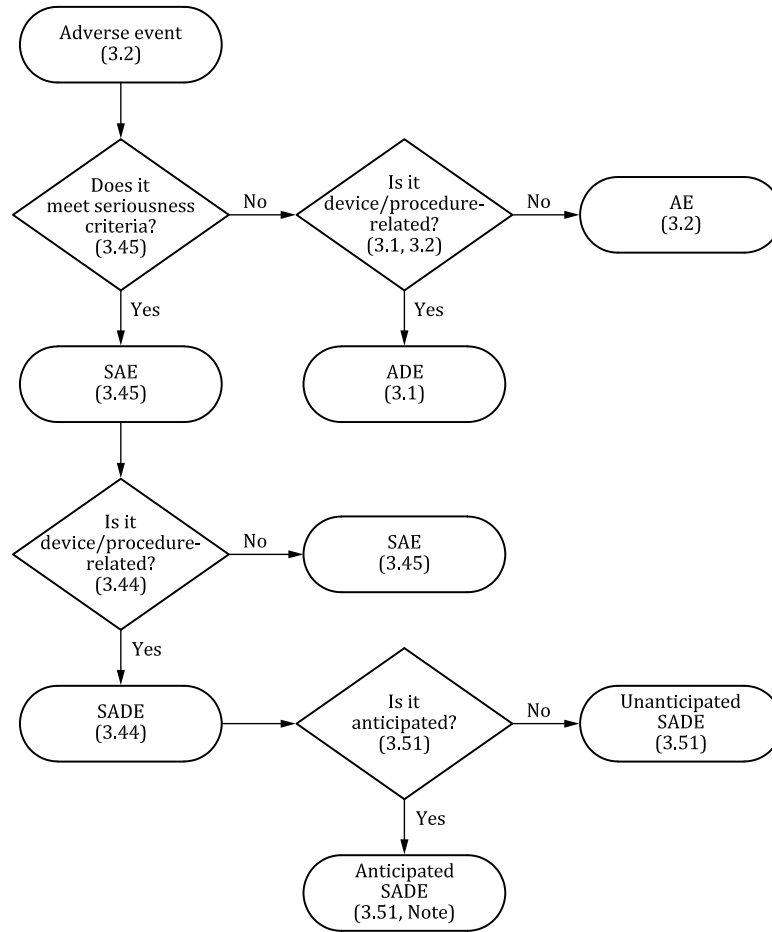 Adverse event
(3.2)
Does it
meet seriousness
criteria?
(3.45)
No
Is it
device/procedure-
related?
(3.1, 3.2)
No
AE
(3.2)
Yes
Yes
SAE
(3.45)
ADE
(3.1)
Is it
device/procedure-
related?
(3.44)
No
SAE
(3.45)
Yes
SADE
(3.44)
Is it
anticipated?
(3.51)
No
Unanticipated
SADE
(3.51)
Yes
Anticipated
SADE
(3.51, Note)